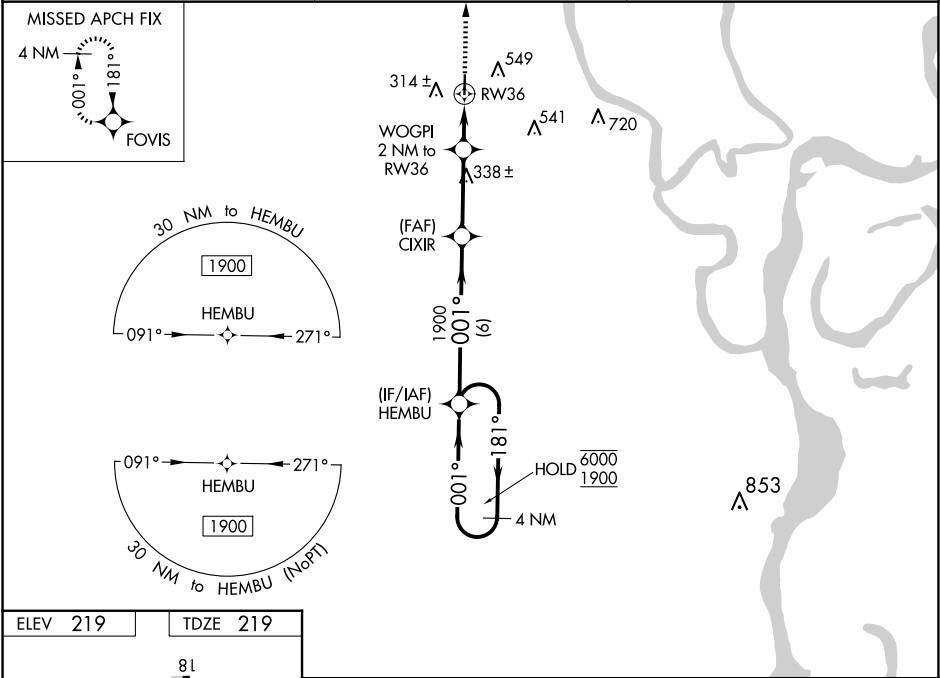 MISSED APCH FIX
4 NM
001°
181°
FOVIS
549
314 ±
RW36
541
720
WOGPI
2 NM to
RW36
338 ±
(FAF)
CIXIR
30 NM to HEMBU
1900
HEMBU
091°
271°
1900
001°
(6)
(IF/IAF)
HEMBU
181°
001°
HOLD
6000
1900
4 NM
853
091°
271°
HEMBU
1900
30 NM to HEMBU (NoPT)
ELEV 219
TDZE 219
18